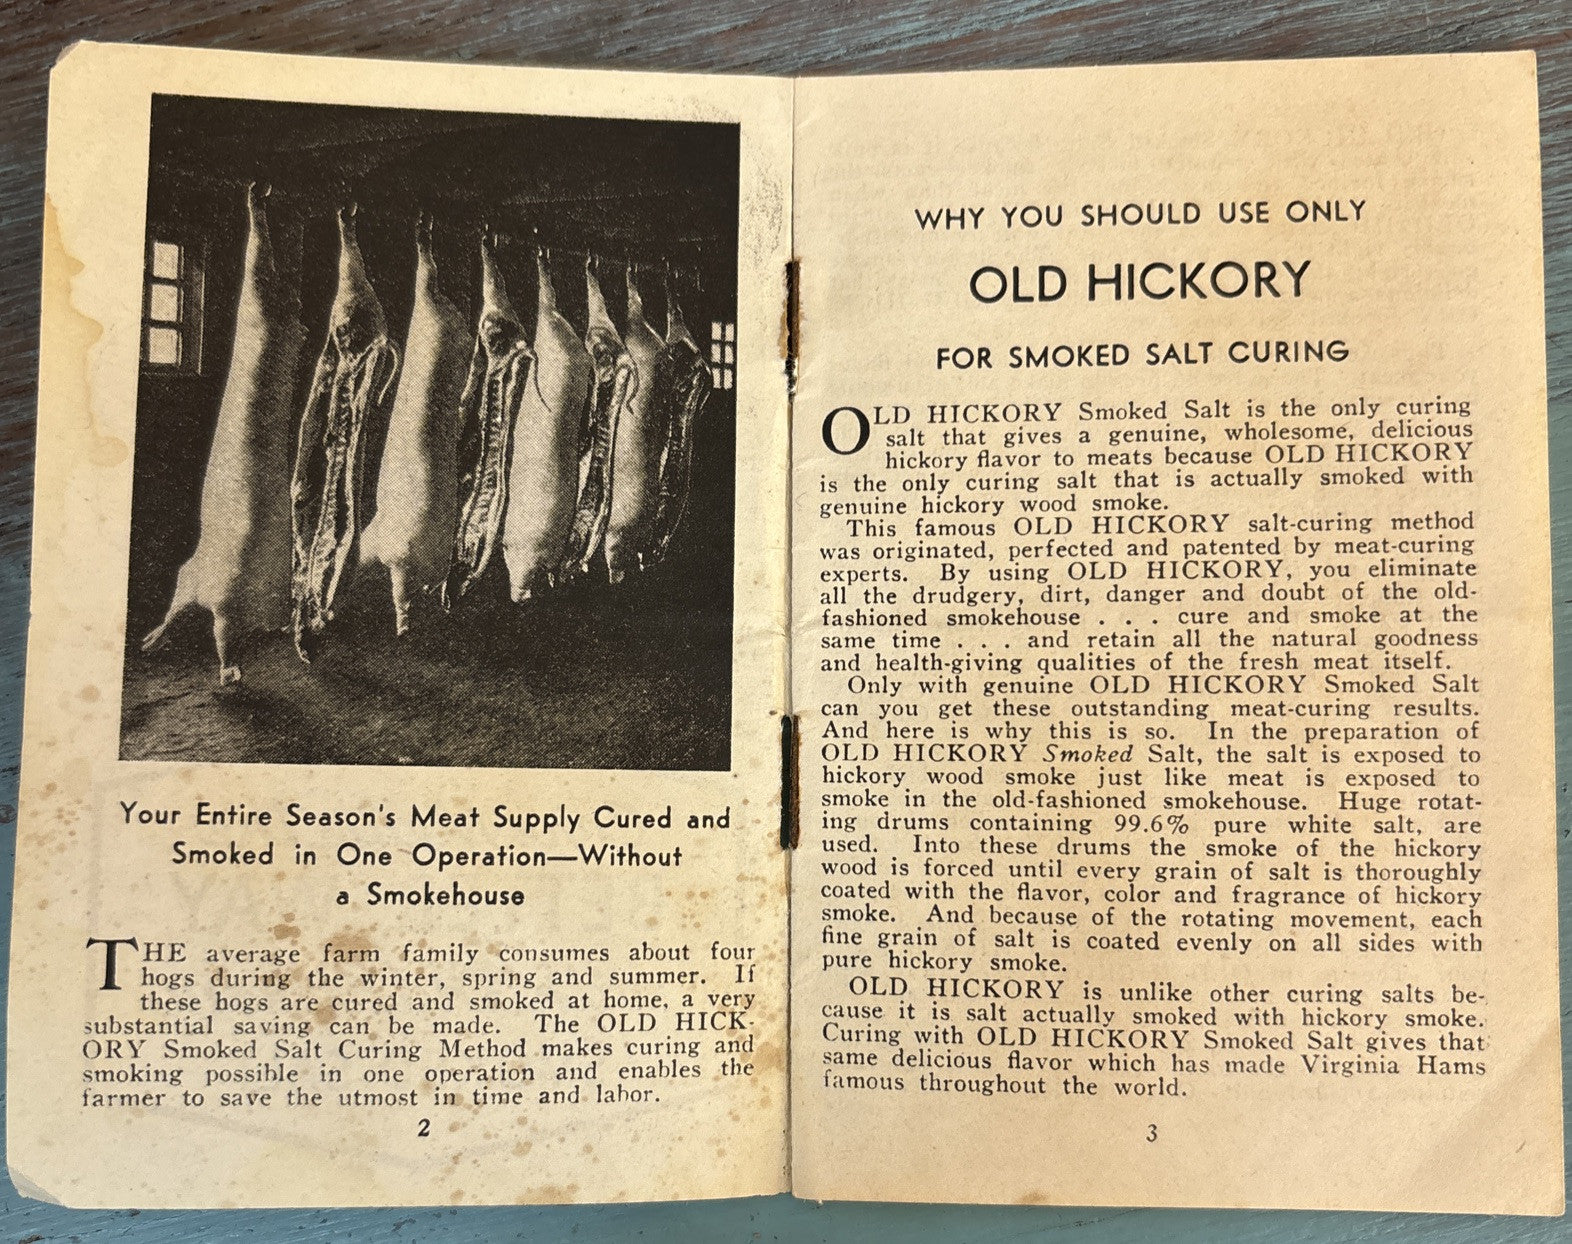 Your Entire Season's Meat Supply Cured and
Smoked in One Operation—Without
a Smokehouse
THE average farm family consumes about four
hogs during the winter, spring and summer. If
these hogs are cured and smoked at home, a very
substantial saving can be made. The OLD HICK-
ORY Smoked Salt Curing Method makes curing and
smoking possible in one operation and enables the
farmer to save the utmost in time and labor.
2
WHY YOU SHOULD USE ONLY
OLD HICKORY
FOR SMOKED SALT CURING
OLD HICKORY Smoked Salt is the only curing
salt that gives a genuine, wholesome, delicious
hickory flavor to meats because OLD HICKORY
is the only curing salt that is actually smoked with
genuine hickory wood smoke.
This famous OLD HICKORY salt-curing method
was originated, perfected and patented by meat-curing
experts. By using OLD HICKORY, you eliminate
all the drudgery, dirt, danger and doubt of the old-
fashioned smokehouse . . . cure and smoke at the
same time . . . and retain all the natural goodness
and health-giving qualities of the fresh meat itself.
Only with genuine OLD HICKORY Smoked Salt
can you get these outstanding meat-curing results.
And here is why this is so. In the preparation of
OLD HICKORY Smoked Salt, the salt is exposed to
hickory wood smoke just like meat is exposed to
smoke in the old-fashioned smokehouse. Huge rotat-
ing drums containing 99.6% pure white salt, are
used. Into these drums the smoke of the hickory
wood is forced until every grain of salt is thoroughly
coated with the flavor, color and fragrance of hickory
smoke. And because of the rotating movement, each
fine grain of salt is coated evenly on all sides with
pure hickory smoke.
OLD HICKORY is unlike other curing salts be-
cause it is salt actually smoked with hickory smoke.
Curing with OLD HICKORY Smoked Salt gives that
same delicious flavor which has made Virginia Hams
famous throughout the world.
3